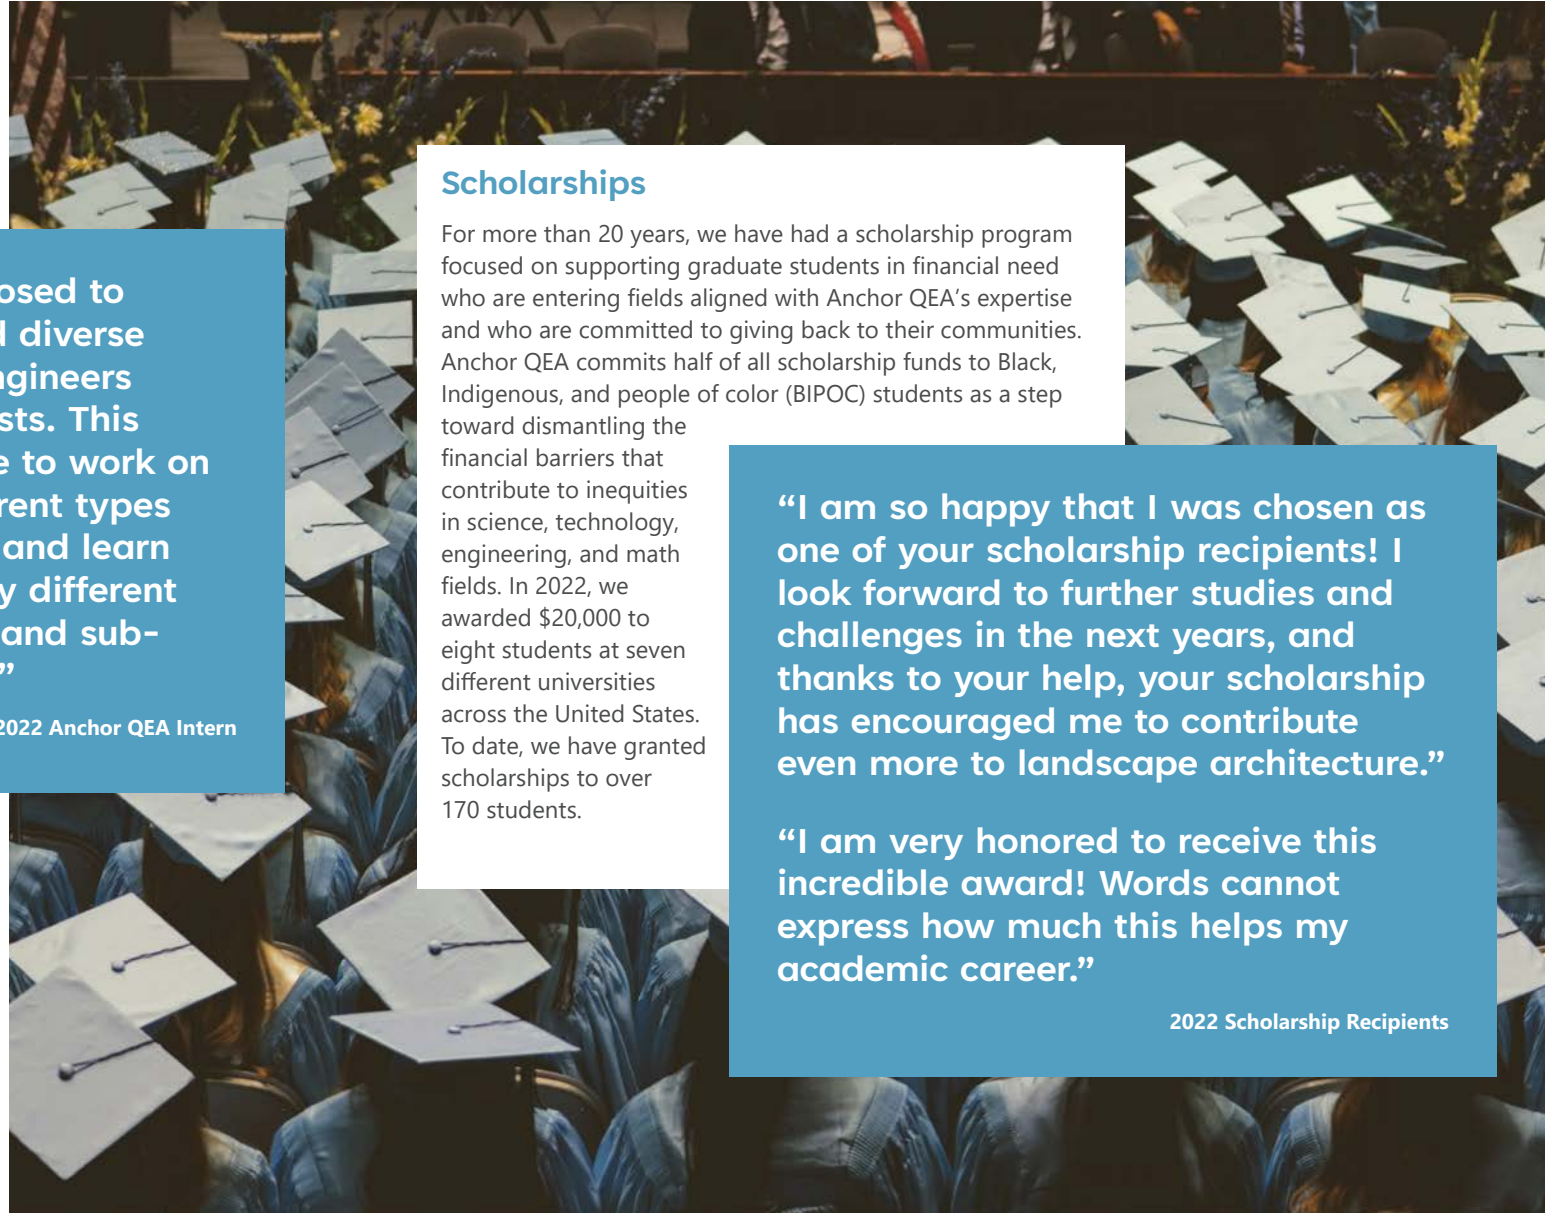 to
diverse
This
to work on
types
and learn
different
and sub-
”
2022 Anchor QEA Intern
Scholarships
For more than 20 years, we have had a scholarship program
focused on supporting graduate students in financial need
who are entering fields aligned with Anchor QEA’s expertise
and who are committed to giving back to their communities.
Anchor QEA commits half of all scholarship funds to Black,
Indigenous, and people of color (BIPOC) students as a step
toward dismantling the
financial barriers that
contribute to inequities
in science, technology,
engineering, and math
fields. In 2022, we
awarded $20,000 to
eight students at seven
different universities
across the United States.
To date, we have granted
scholarships to over
170 students.
“I am so happy that I was chosen as
one of your scholarship recipients! I
look forward to further studies and
challenges in the next years, and
thanks to your help, your scholarship
has encouraged me to contribute
even more to landscape architecture.”
“I am very honored to receive this
incredible award! Words cannot
express how much this helps my
academic career.”
2022 Scholarship Recipients